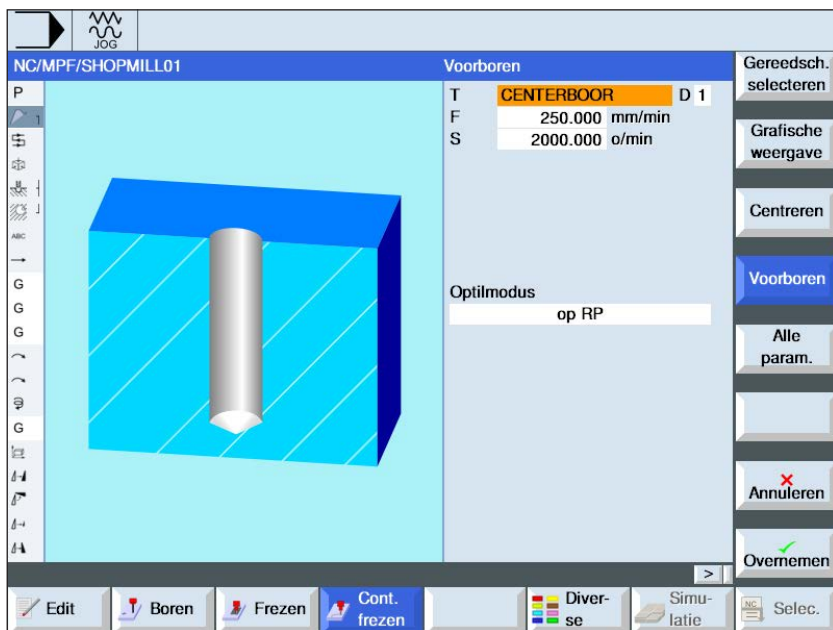 JOG
NC/MPF/SHOPMILL01
Voorboren
P
1
ABC
G
G
G
G
T CENTERBOOR D 1
F 250.000 mm/min
S 2000.000 o/min
Optilmodus
op RP
Gereedsch.
selecteren
Grafische
weergave
Centreren
Voorboren
Alle
param.
Annuleren
Overnemen
>
Edit
Boren
Frezen
Cont.
frezen
Diver-
se
Simu-
latie
NC
Selec.